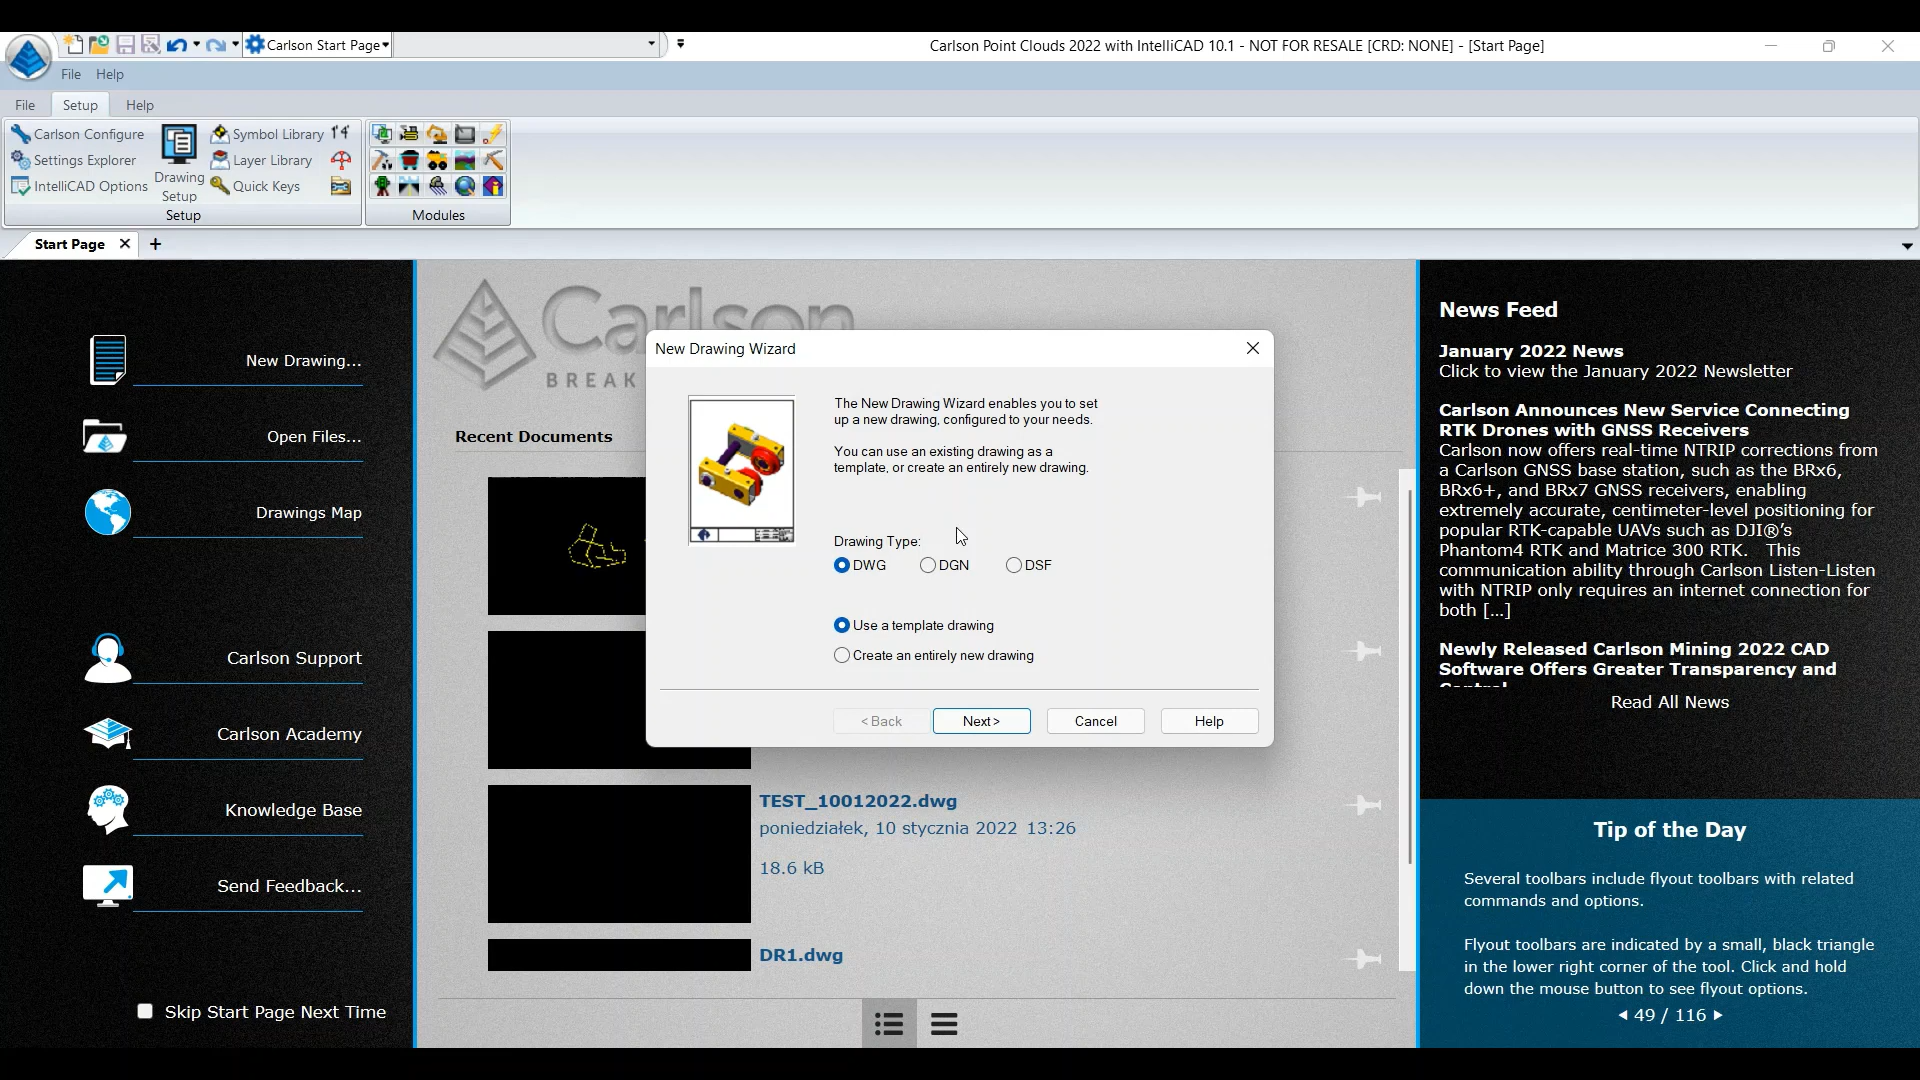 Carlson Start Page
Carlson Point Clouds 2022 with IntelliCAD 10.1 - NOT FOR RESALE [CRD: NONE] - [Start Page]
File Help
File Setup Help
Carlson Configure
Settings Explorer
IntelliCAD Options
Drawing
Setup
Symbol Library
Layer Library
Quick Keys
Setup
Modules
Start Page
New Drawing...
Open Files...
Drawings Map
Carlson Support
Carlson Academy
Knowledge Base
Send Feedback...
Skip Start Page Next Time
Carlson
BREAK
Recent Documents
New Drawing Wizard
The New Drawing Wizard enables you to set
up a new drawing, configured to your needs.
You can use an existing drawing as a
template, or create an entirely new drawing.
Drawing Type:
DWG DGN DSF
Use a template drawing
Create an entirely new drawing
< Back Next > Cancel Help
TEST_10012022.dwg
poniedziałek, 10 stycznia 2022 13:26
18.6 kB
DR1.dwg
News Feed
January 2022 News
Click to view the January 2022 Newsletter
Carlson Announces New Service Connecting
RTK Drones with GNSS Receivers
Carlson now offers real-time NTRIP corrections from
a Carlson GNSS base station, such as the BRx6,
BRx6+, and BRx7 GNSS receivers, enabling
extremely accurate, centimeter-level positioning for
popular RTK-capable UAVs such as DJI®'s
Phantom4 RTK and Matrice 300 RTK. This
communication ability through Carlson Listen-Listen
with NTRIP only requires an internet connection for
both [...]
Newly Released Carlson Mining 2022 CAD
Software Offers Greater Transparency and
Read All News
Tip of the Day
Several toolbars include flyout toolbars with related
commands and options.
Flyout toolbars are indicated by a small, black triangle
in the lower right corner of the tool. Click and hold
down the mouse button to see flyout options.
49 / 116